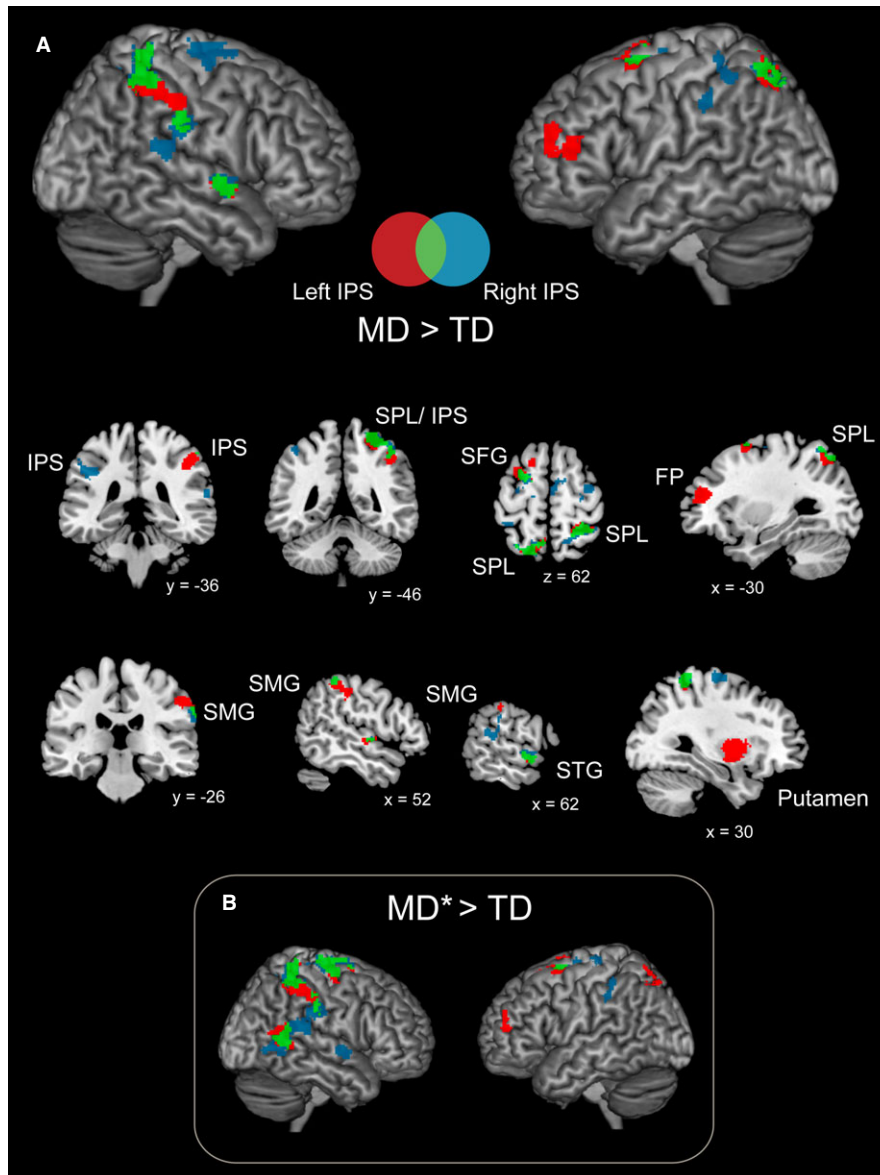 A
Left IPS
Right IPS
MD > TD
IPS
IPS
y = -36
SPL/ IPS
y = -46
SFG
SPL
SPL
z = 62
FP
SPL
x = -30
SMG
y = -26
SMG
x = 52
SMG
STG
x = 62
Putamen
x = 30
B
MD* > TD